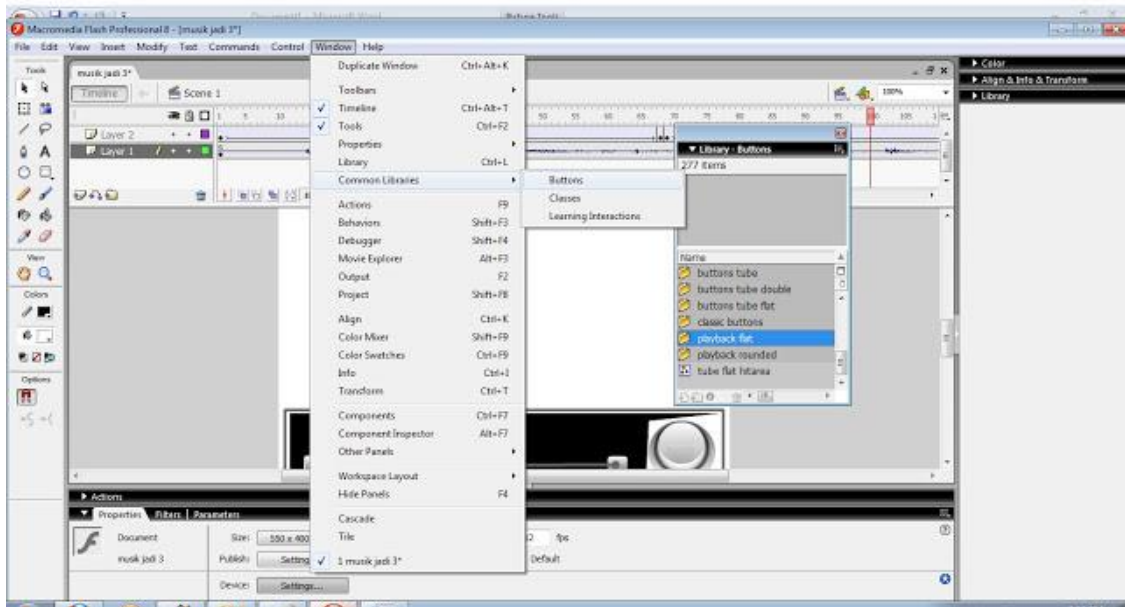 Macromedia Flash Professional 8 - [musik jadi 3*]
File Edit View Insert Modify Text Commands Control Window Help
Tools
View
Colors
Options
musik jadi 3*
Timeline
Scene 1
100%
Layer 2
Layer 1
Duplicate Window Ctrl+Alt+K
Toolbars
Timeline Ctrl+Alt+T
Tools Ctrl+F2
Properties
Library Ctrl+L
Common Libraries
Actions F9
Behaviors Shift+F3
Debugger Shift+F4
Movie Explorer Alt+F3
Output F2
Project Shift+F8
Align Ctrl+K
Color Mixer Shift+F9
Color Swatches Ctrl+F9
Info Ctrl+I
Transform Ctrl+T
Components Ctrl+F7
Component Inspector Alt+F7
Other Panels
Workspace Layout
Hide Panels F4
Cascade
Tile
1 musik jadi 3*
Buttons
Classes
Learning Interactions
Library - Buttons
277 items
Name
buttons tube
buttons tube double
buttons tube flat
classic buttons
playback flat
playback rounded
tube flat hitarea
Color
Align & Info & Transform
Library
Actions
Properties Filters Parameters
Document
musik jadi 3
Size: 550 x 400
fps
Publish: Setting
Default
Device: Settings...